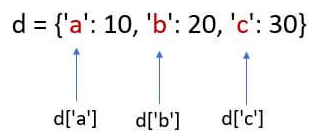 d = {'a': 10, 'b': 20, 'c': 30}
d['a'] d['b'] d['c']